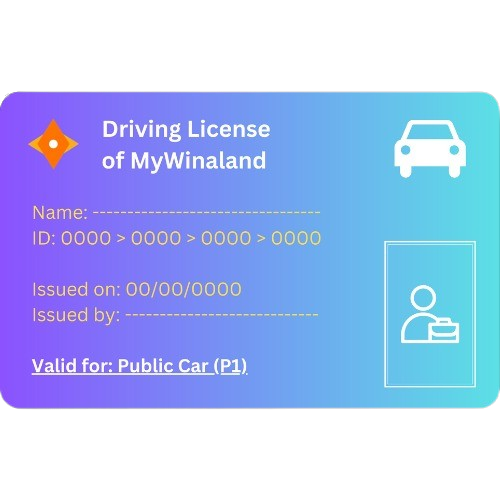 Driving License
of MyWinaland
Name: ---------------------------------
ID: 0000 > 0000 > 0000 > 0000
Issued on: 00/00/0000
Issued by: ----------------------------
Valid for: Public Car (P1)